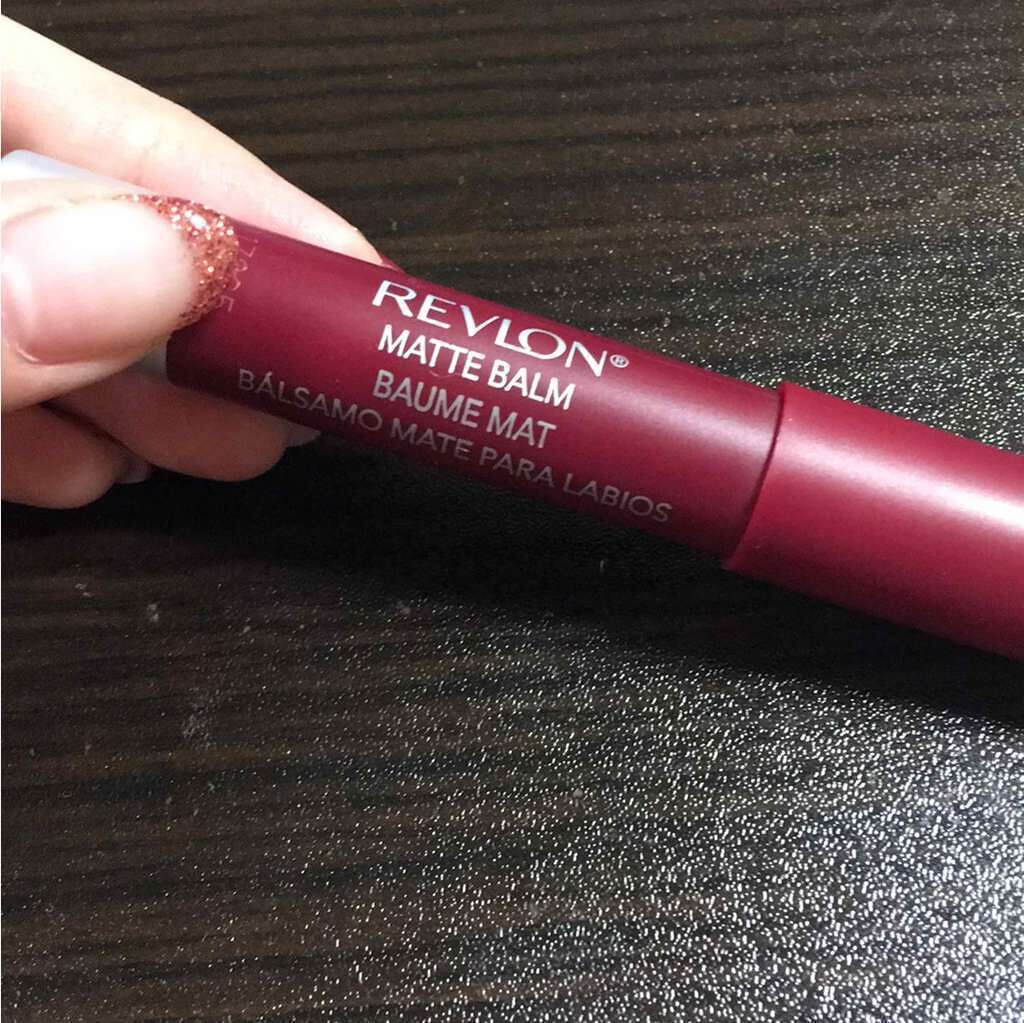 REVLON®
MATTE BALM
BAUME MAT
BÁLSAMO MATE PARA LABIOS